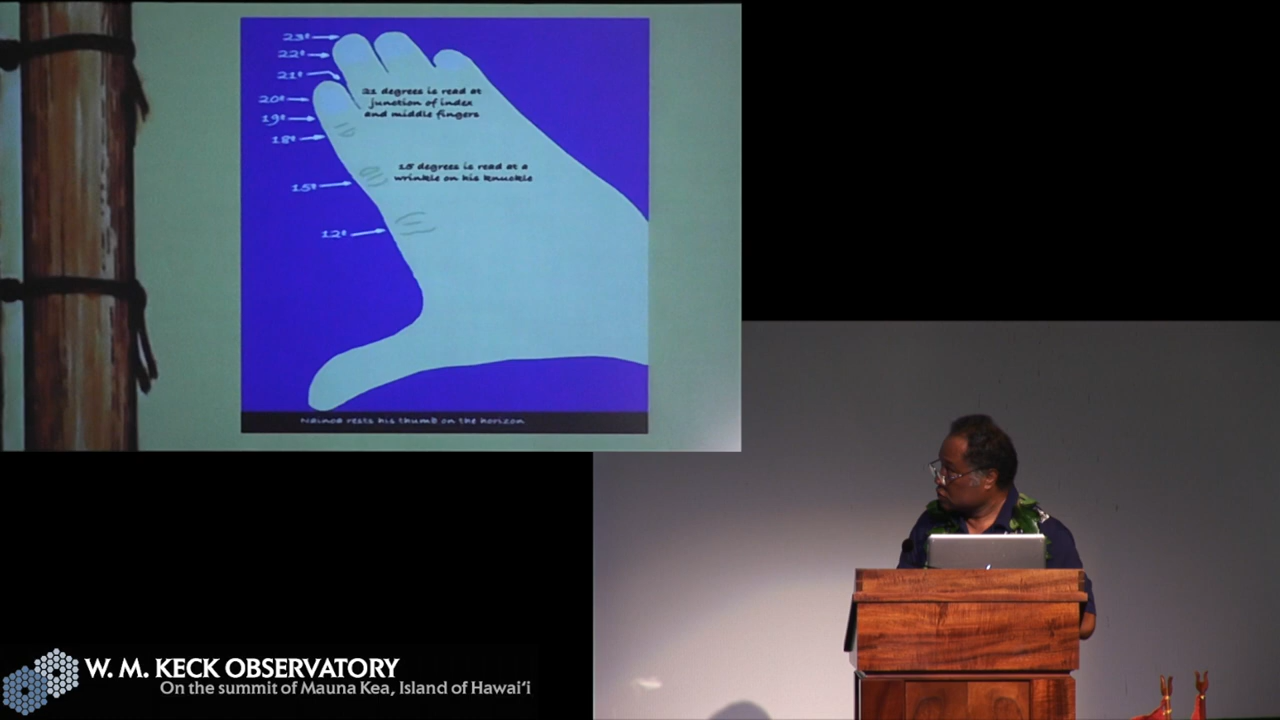 23°
22°
21°
21 degrees is read at
junction of index
and middle fingers
20°
19°
18°
15 degrees is read at a
wrinkle on his knuckle
15°
12°
Nainoa rests his thumb on the horizon
W. M. KECK OBSERVATORY
On the summit of Mauna Kea, Island of Hawai‘i